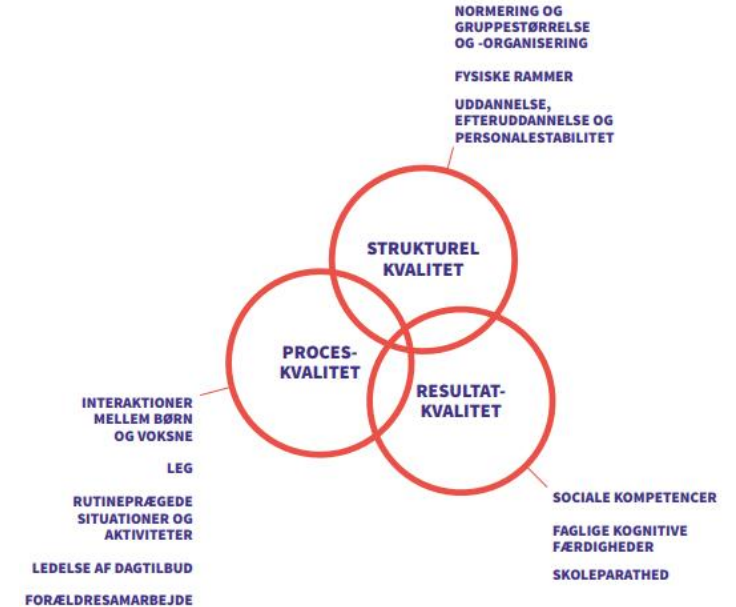 NORMERING OG
GRUPPESTØRRELSE
OG -ORGANISERING
FYSISKE RAMMER
UDDANNELSE,
EFTERUDDANNELSE OG
PERSONALESTABILITET
STRUKTUREL
KVALITET
PROCES-
KVALITET
RESULTAT-
KVALITET
INTERAKTIONER
MELLEM BØRN
OG VOKSNE
LEG
RUTINEPRÆGEDE
SITUATIONER OG
AKTIVITETER
LEDELSE AF DAGTILBUD
FORÆLDRESAMARBEJDE
SOCIALE KOMPETENCER
FAGLIGE KOGNITIVE
FÆRDIGHEDER
SKOLEPARATHED